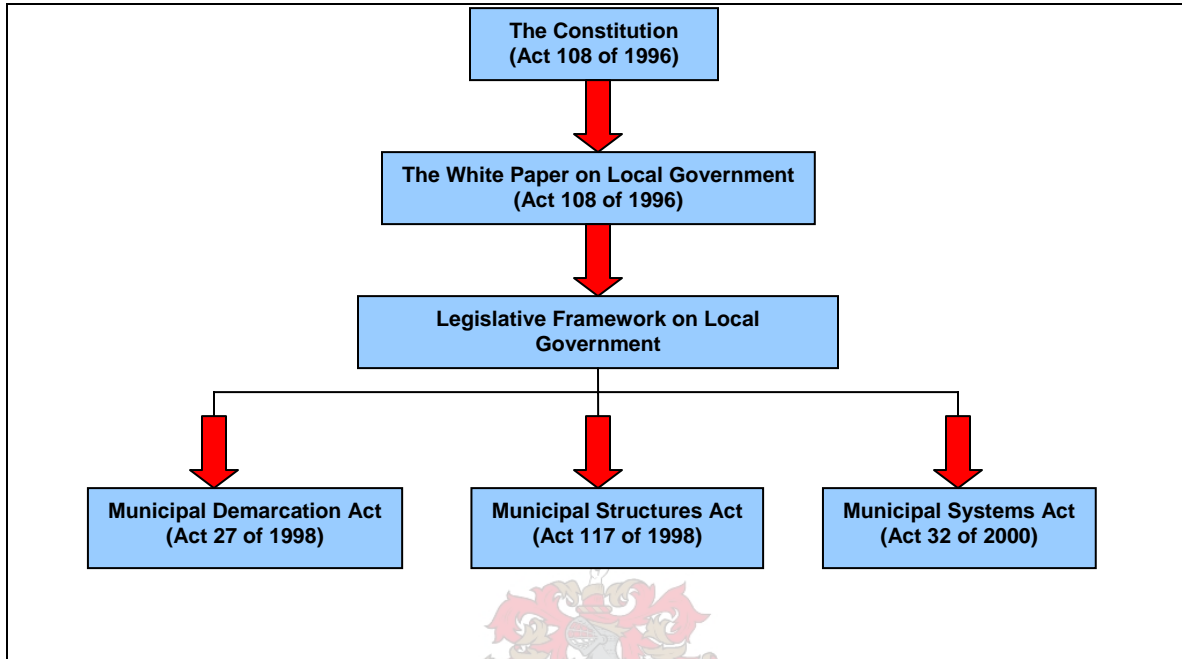 The Constitution
(Act 108 of 1996)
The White Paper on Local Government
(Act 108 of 1996)
Legislative Framework on Local
Government
Municipal Demarcation Act
(Act 27 of 1998)
Municipal Structures Act
(Act 117 of 1998)
Municipal Systems Act
(Act 32 of 2000)